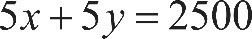 5x + 5y = 2500